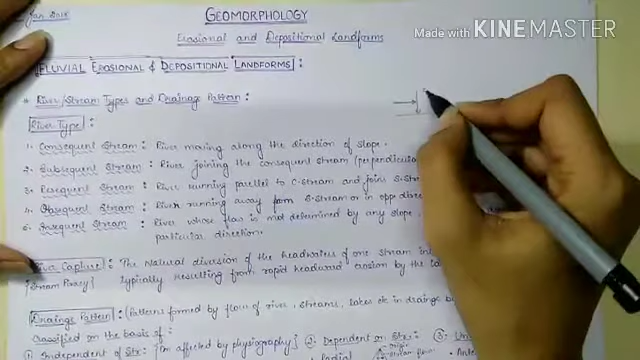 Jan 2018
GEOMORPHOLOGY
Made with KINEMASTER
Erosional and Depositional Landforms
FLUVIAL EROSIONAL & DEPOSITIONAL LANDFORMS :
* River/Stream Types and Drainage Pattern :
River Type :
1. Consequent Stream : River moving along the direction of slope.
2. Subsequent Stream : River joining the consequent stream (perpendicular
3. Resequent Stream : River running parallel to C-stream and joins S-
4. Obsequent Stream : River running away from S-stream or in opp
5. Insequent Stream : River whose flow is not determined by any slope,
particular direction.
River Capture : The natural diversion of the headwaters of one stream
[Stream Piracy] typically resulting from rapid headward erosion by the
Drainage Pattern : (Patterns formed by flow of river, streams, lakes etc in drainage
Classified on the basis of :
① Independent of Str : [Not affected by physiography] ② Dependent on Str : ③
Radial